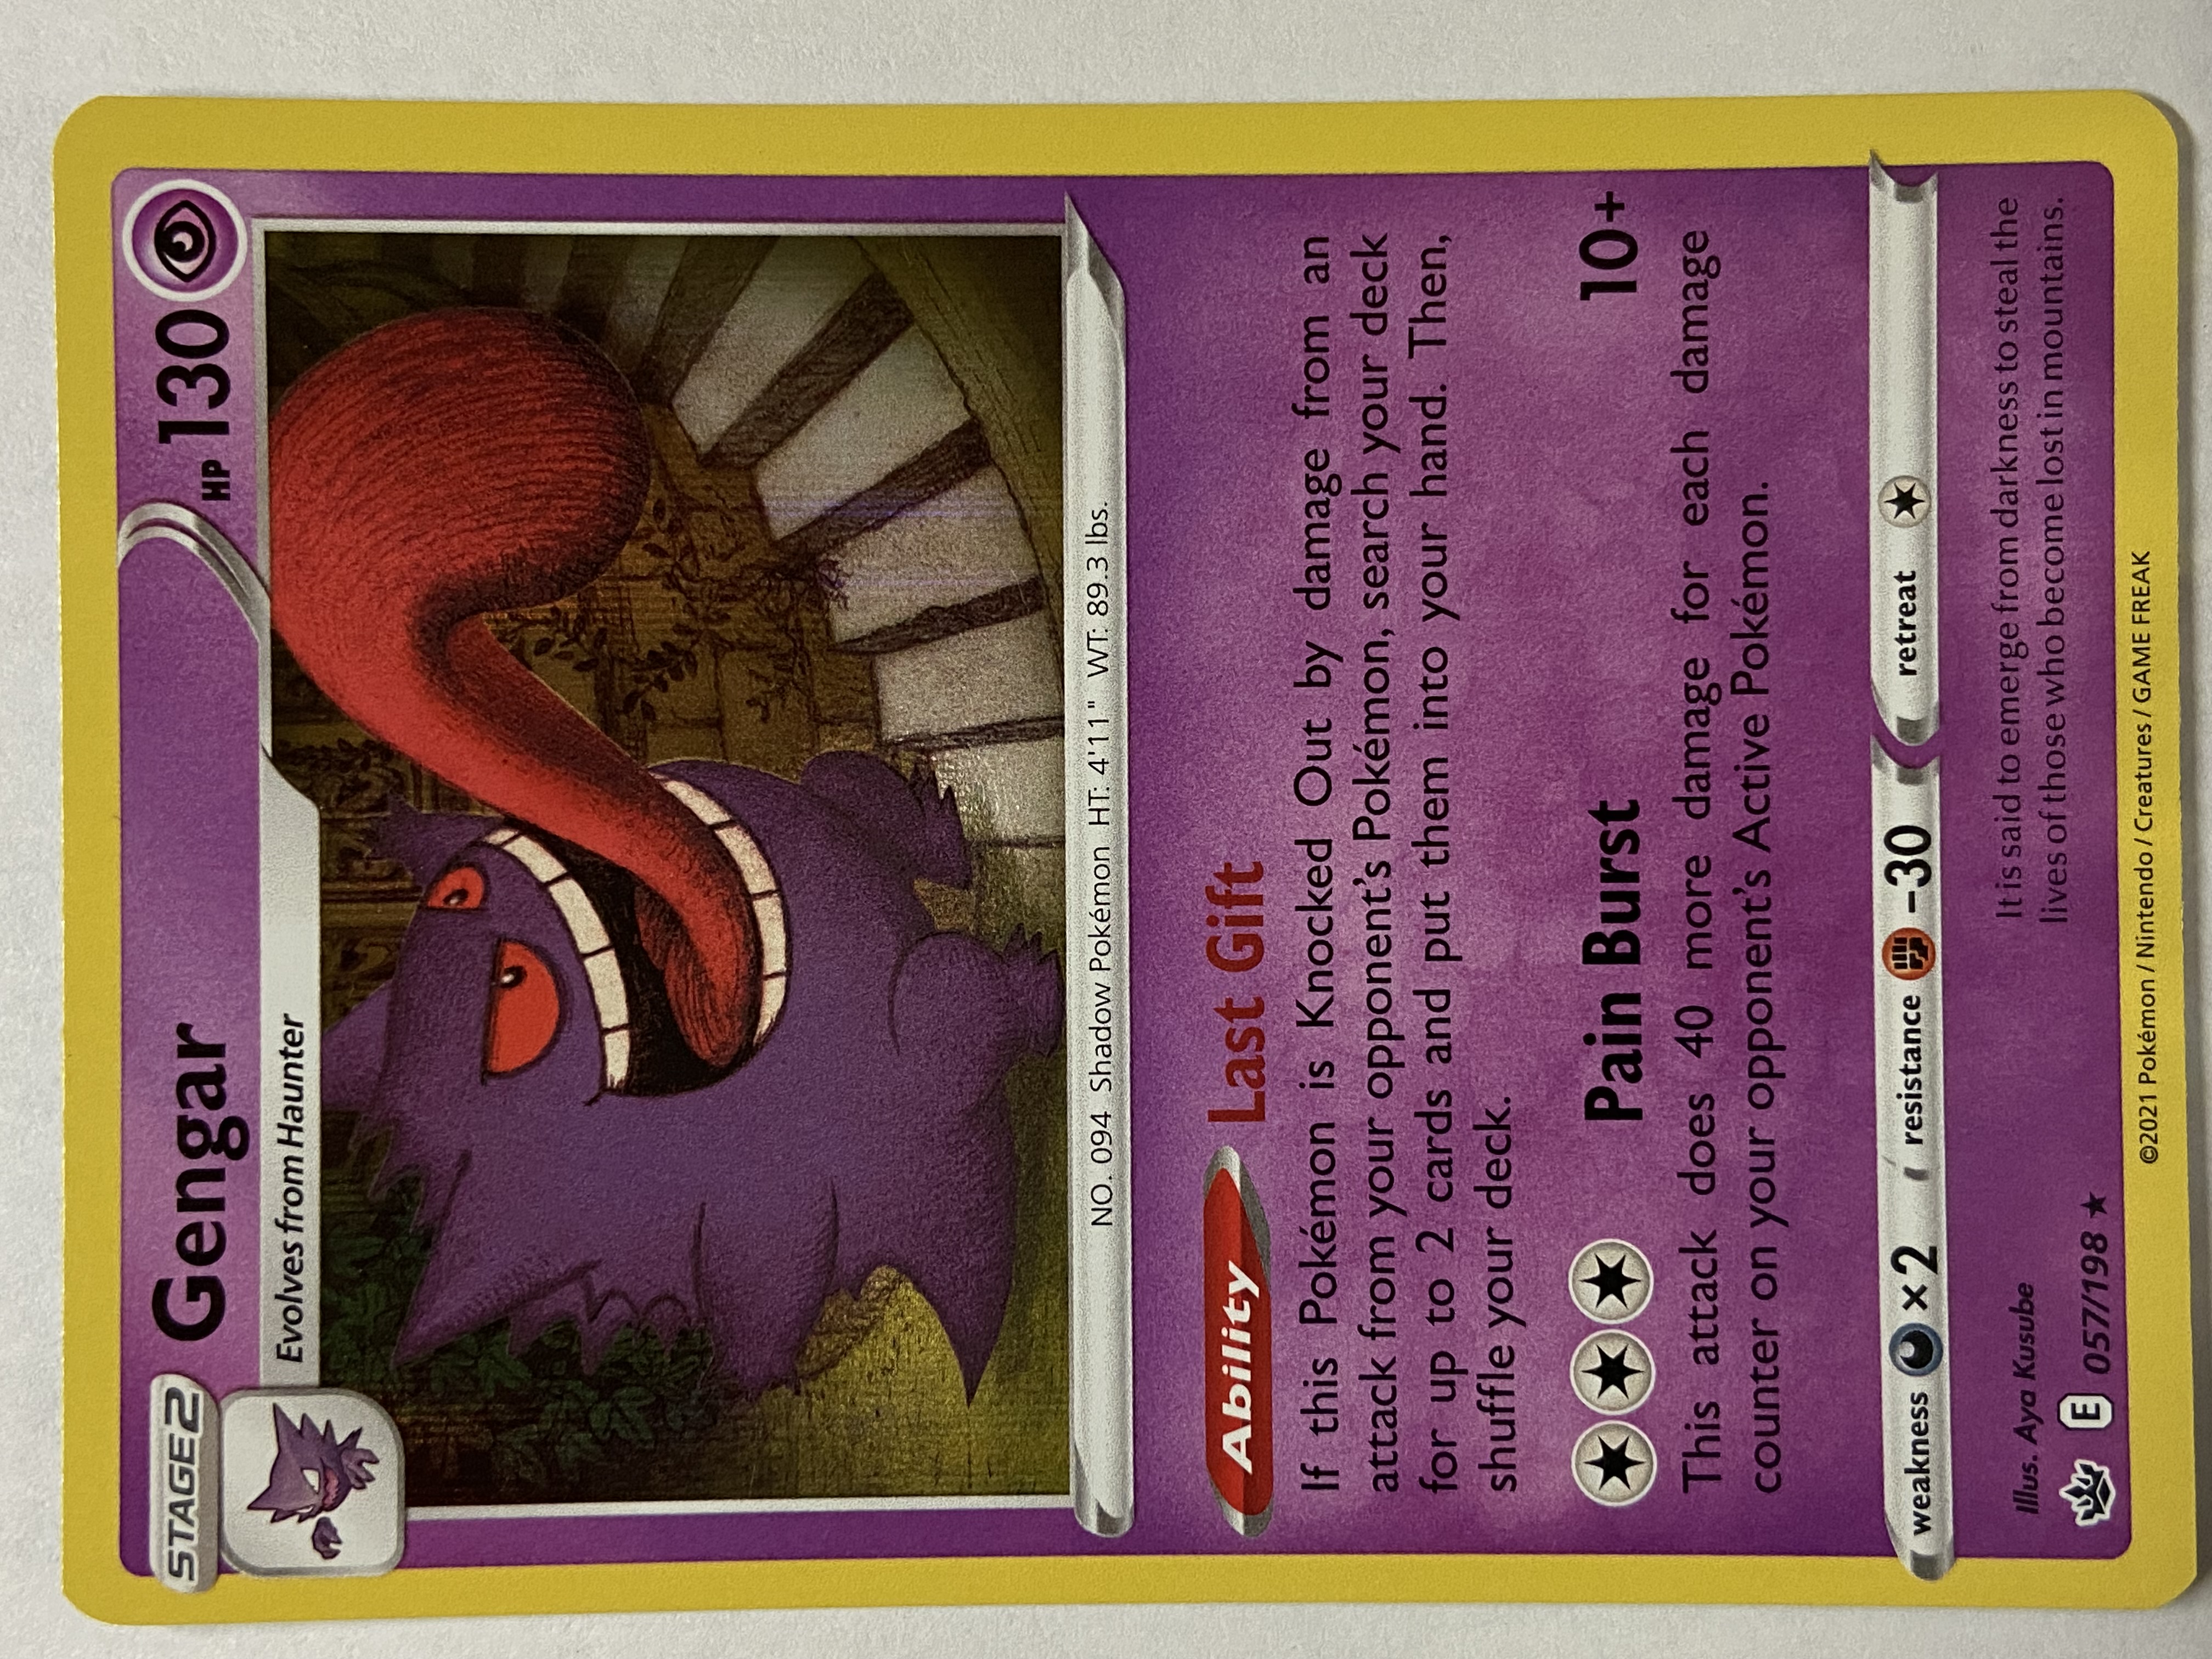 STAGE2 Gengar HP 130
Evolves from Haunter
NO. 094 Shadow Pokémon HT: 4'11" WT: 89.3 lbs.
Ability Last Gift
If this Pokémon is Knocked Out by damage from an
attack from your opponent's Pokémon, search your deck
for up to 2 cards and put them into your hand. Then,
shuffle your deck.
Pain Burst 10+
This attack does 40 more damage for each damage
counter on your opponent's Active Pokémon.
weakness ×2 resistance -30 retreat
Illus. Aya Kusube
It is said to emerge from darkness to steal the
lives of those who become lost in mountains.
E 057/198 ★
©2021 Pokémon / Nintendo / Creatures / GAME FREAK